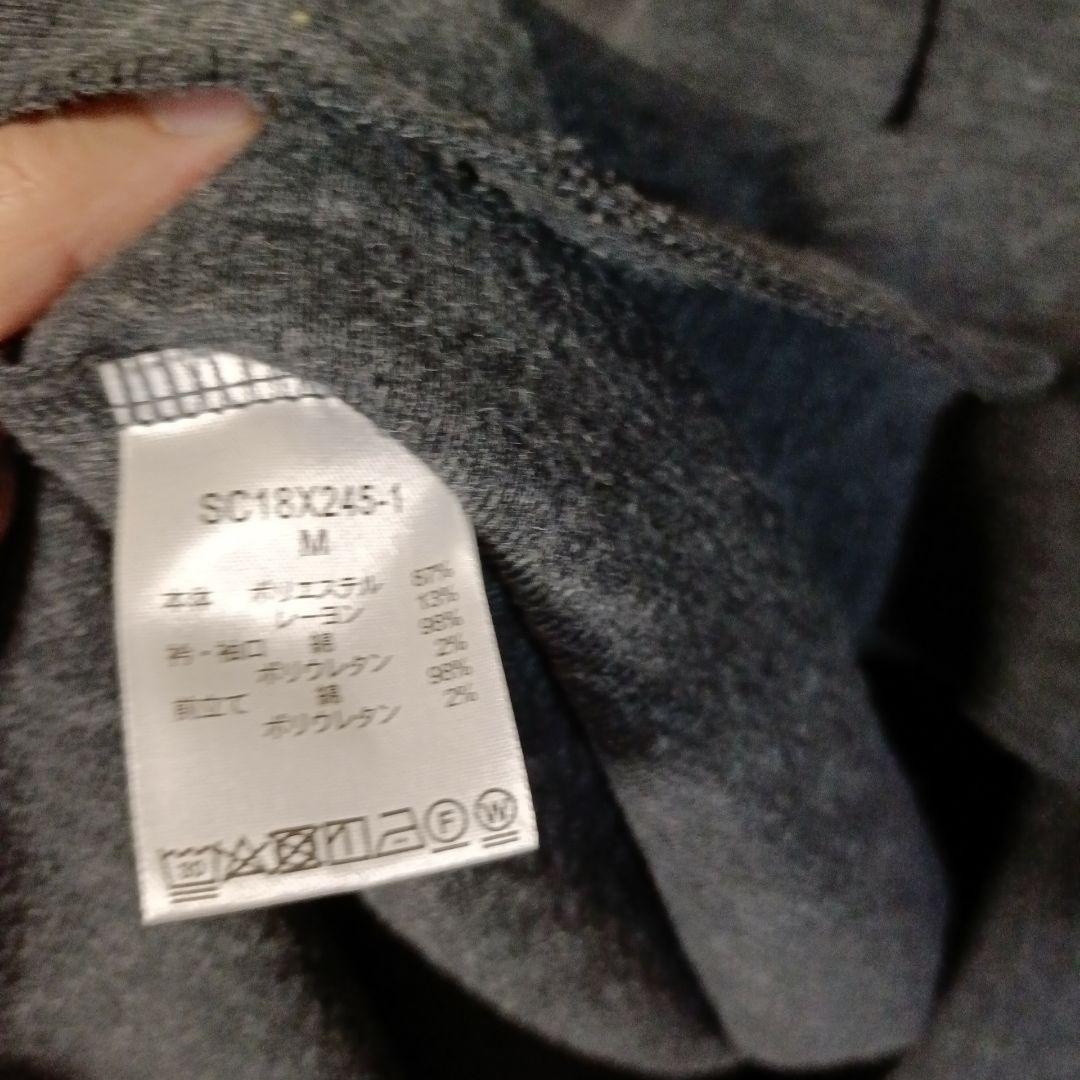 SC18X245-1
M
本体 ポリエステル 87%
レーヨン 13%
衿・袖口 綿 98%
ポリウレタン 2%
前立て 綿 98%
ポリウレタン 2%
30
F
W